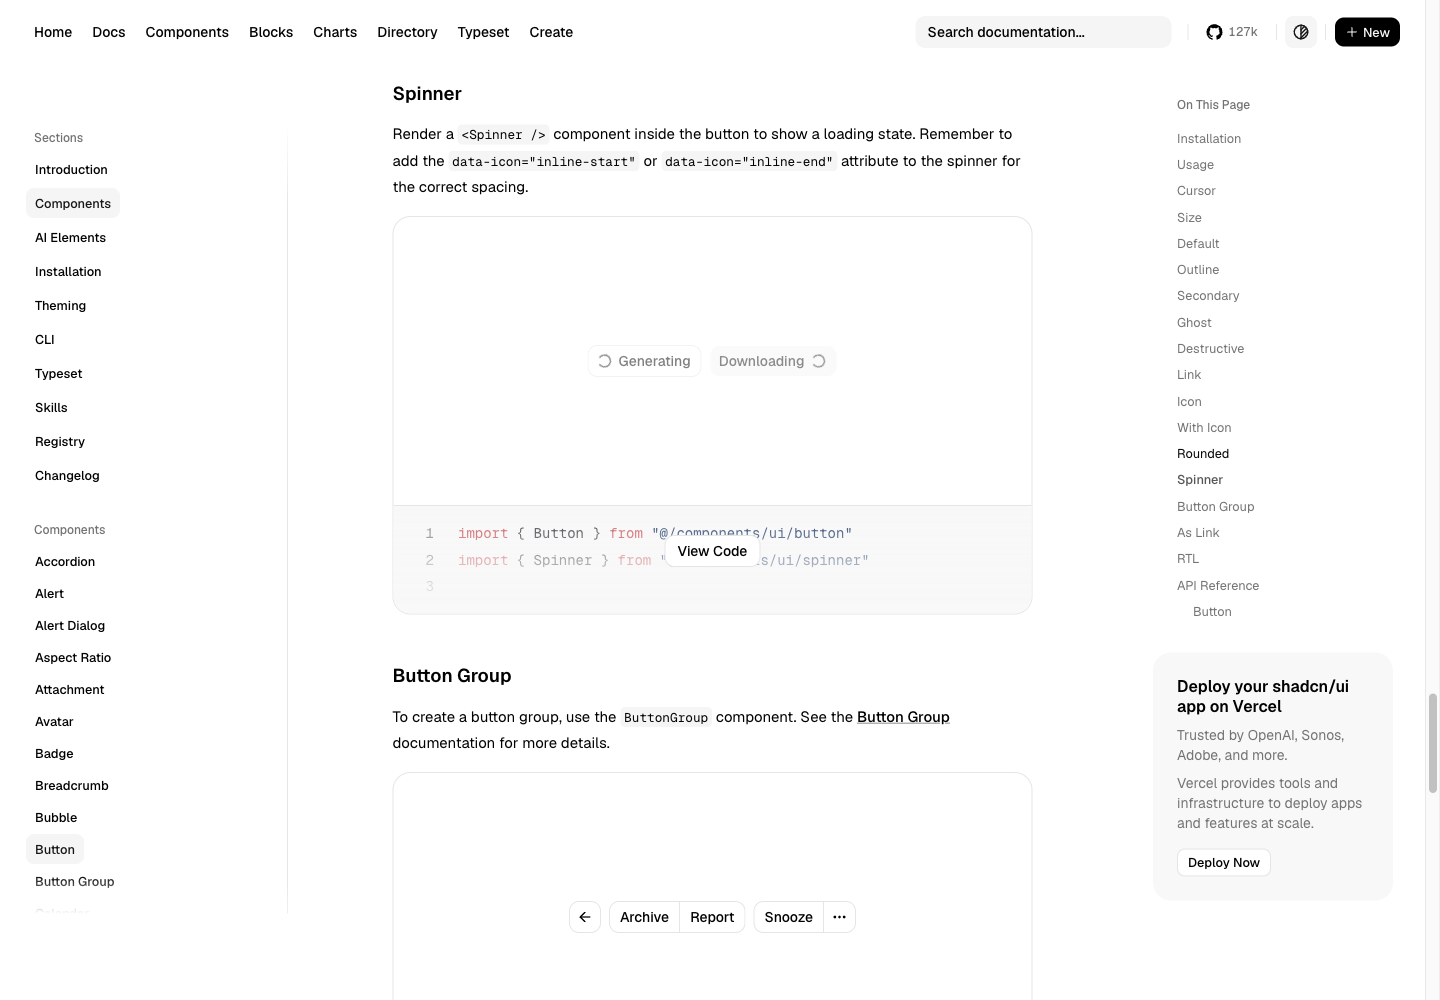 Home Docs Components Blocks Charts Directory Typeset Create
Search documentation...
127k
New
Sections
Introduction
Components
AI Elements
Installation
Theming
CLI
Typeset
Skills
Registry
Changelog
Components
Accordion
Alert
Alert Dialog
Aspect Ratio
Attachment
Avatar
Badge
Breadcrumb
Bubble
Button
Button Group
Spinner
Render a <Spinner /> component inside the button to show a loading state. Remember to
add the data-icon="inline-start" or data-icon="inline-end" attribute to the spinner for
the correct spacing.
Generating
Downloading
1 import { Button } from "@/components/ui/button"
View Code
2 import { Spinner } from "s/ui/spinner"
3
Button Group
To create a button group, use the ButtonGroup component. See the Button Group
documentation for more details.
Archive Report
Snooze
On This Page
Installation
Usage
Cursor
Size
Default
Outline
Secondary
Ghost
Destructive
Link
Icon
With Icon
Rounded
Spinner
Button Group
As Link
RTL
API Reference
Button
Deploy your shadcn/ui
app on Vercel
Trusted by OpenAI, Sonos,
Adobe, and more.
Vercel provides tools and
infrastructure to deploy apps
and features at scale.
Deploy Now